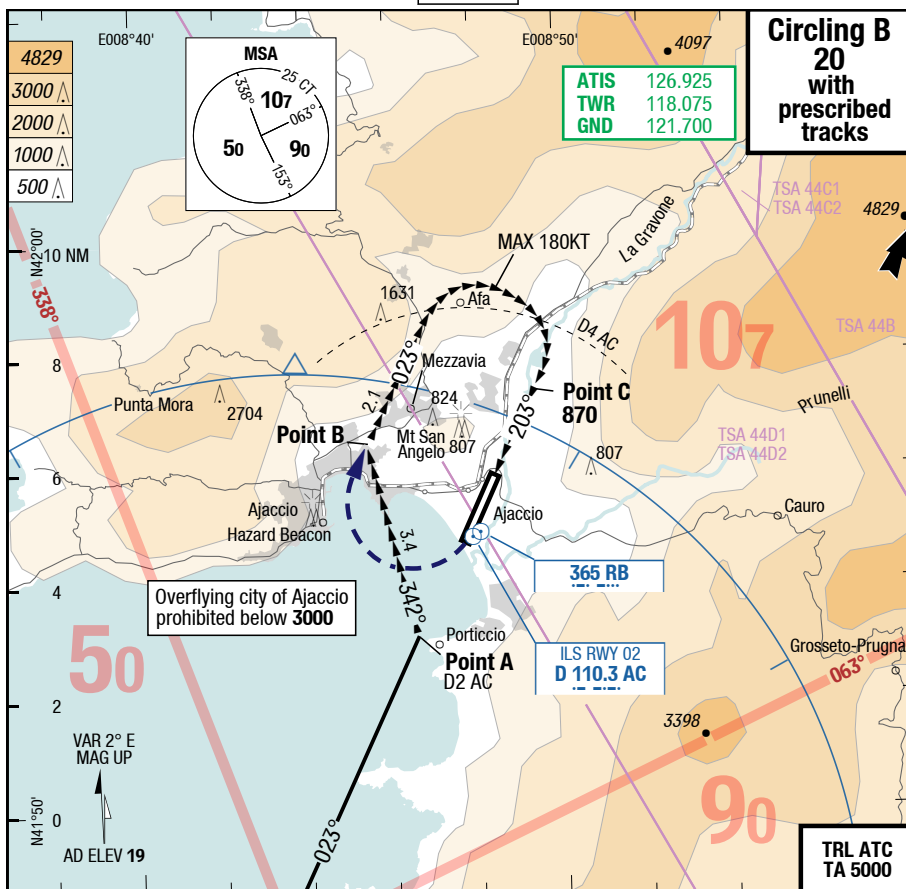 E008°40'
E008°50'
Circling B
20
with
prescribed
tracks
4829
3000
2000
1000
500
MSA
25 CT
338°
107
063°
50
90
153°
ATIS 126.925
TWR 118.075
GND 121.700
4097
TSA 44C1
TSA 44C2
4829
N42°00'
10 NM
338°
La Gravone
MAX 180KT
1631
Afa
D4 AC
107
TSA 44B
8
023°
Mezzavia
Punta Mora
2704
2.1
824
Point C
870
203°
Prunelli
Point B
Mt San
Angelo
807
807
TSA 44D1
TSA 44D2
6
Ajaccio
Hazard Beacon
Ajaccio
Cauro
3.4
365 RB
4
Overflying city of Ajaccio
prohibited below 3000
342°
50
Porticcio
Point A
D2 AC
ILS RWY 02
D 110.3 AC
Grosseto-Prugna
063°
2
3398
VAR 2° E
MAG UP
90
N41°50'
0
023°
AD ELEV 19
TRL ATC
TA 5000